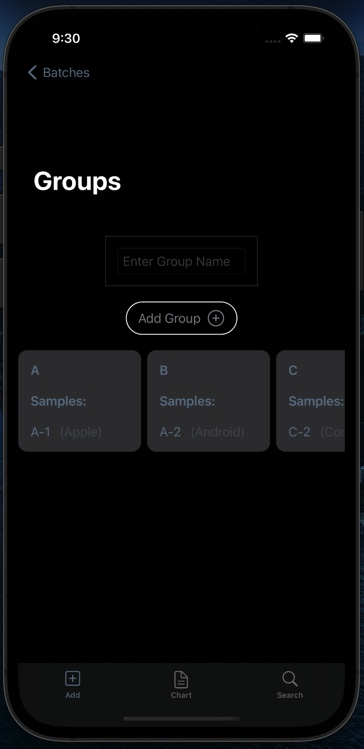 9:30
Batches
Groups
Enter Group Name
Add Group
A
Samples:
A-1 (Apple)
B
Samples:
A-2 (Android)
C
Samples:
C-2 (Cor
Add
Chart
Search